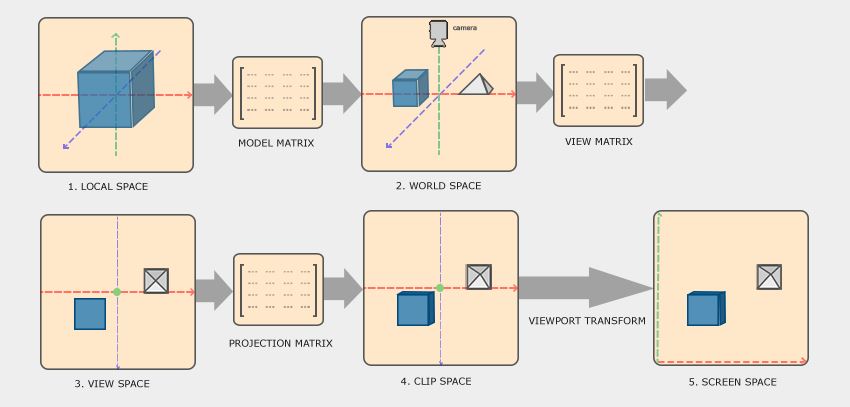 camera
MODEL MATRIX
VIEW MATRIX
1. LOCAL SPACE
2. WORLD SPACE
VIEWPORT TRANSFORM
PROJECTION MATRIX
3. VIEW SPACE
4. CLIP SPACE
5. SCREEN SPACE